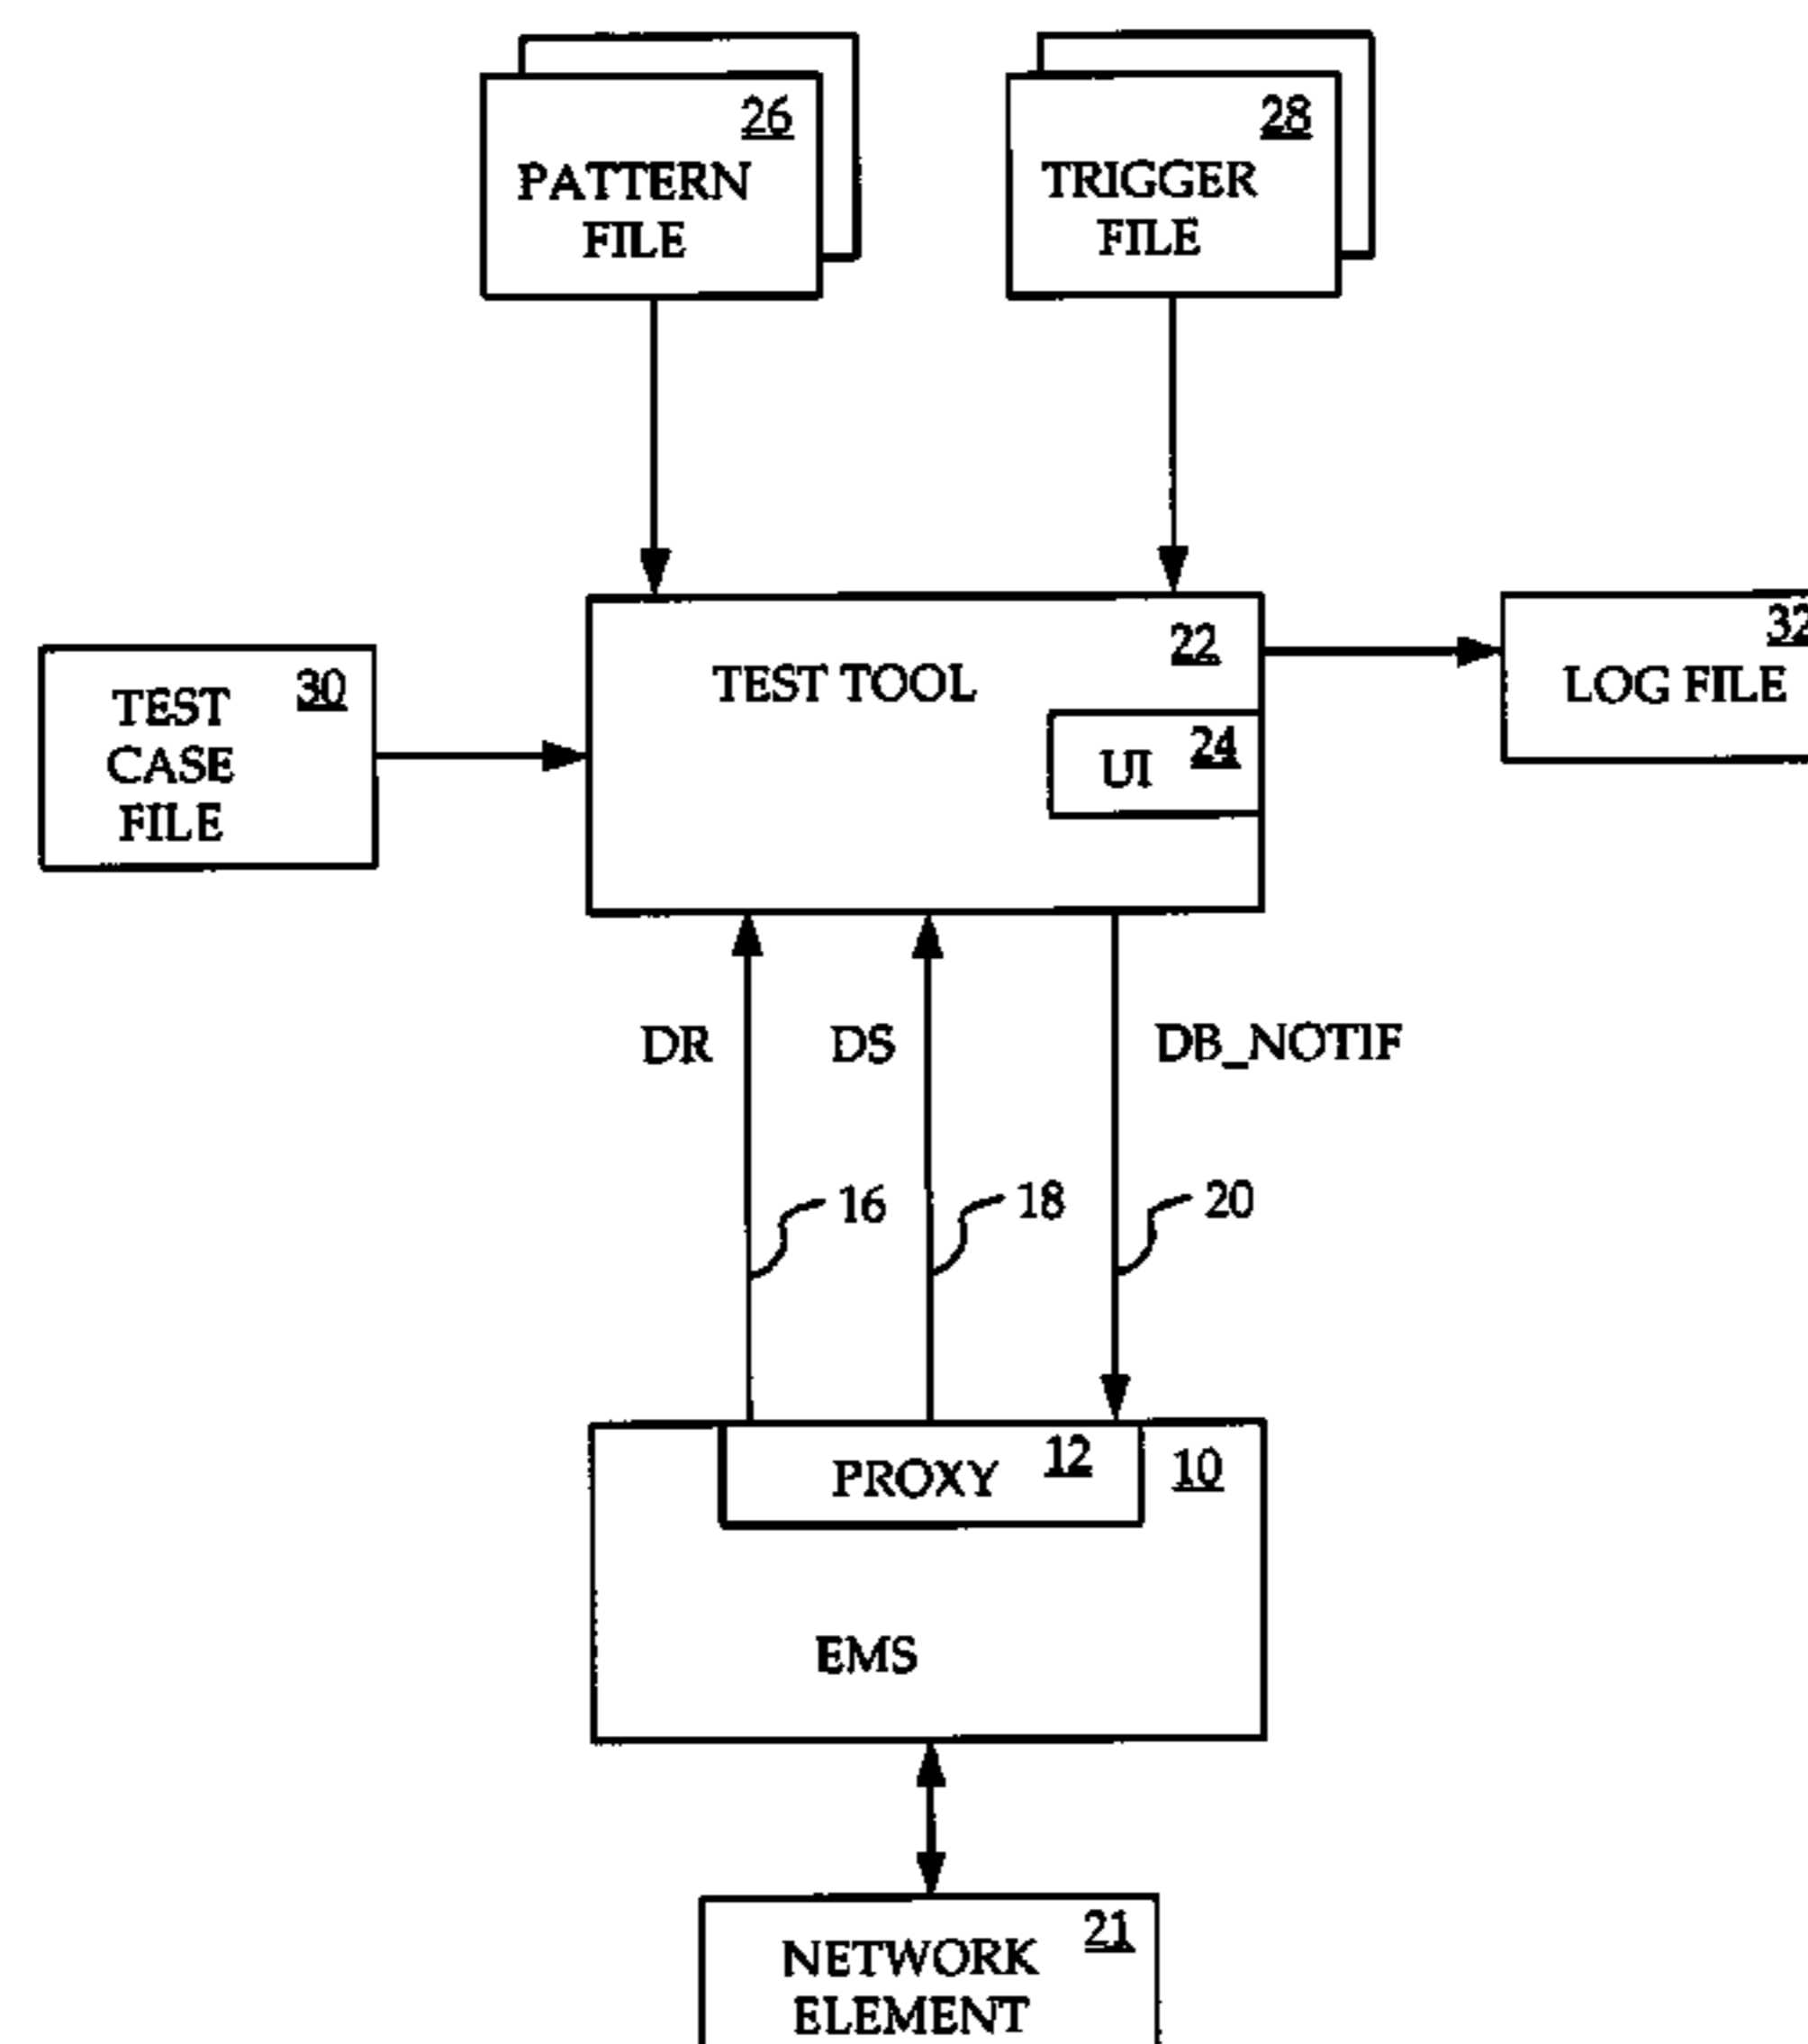 26
PATTERN
FILE
28
TRIGGER
FILE
30
TEST
CASE
FILE
22
TEST TOOL
24
UI
32
LOG FILE
DR
DS
DB_NOTIF
16
18
20
12
PROXY
10
EMS
21
NETWORK
ELEMENT